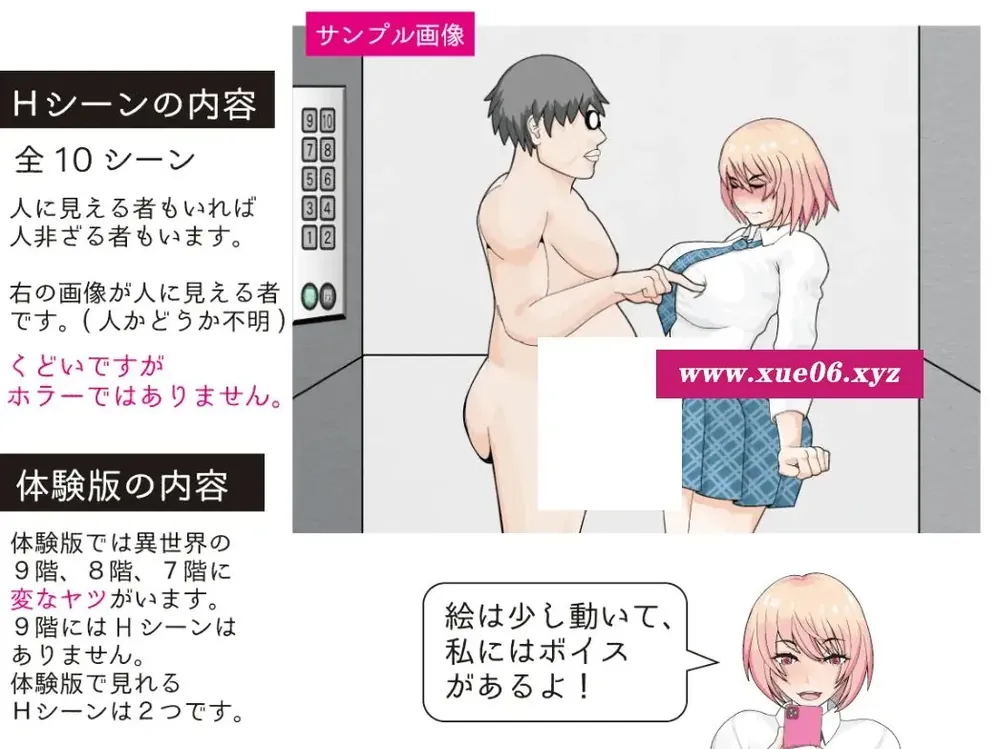 サンプル画像
Hシーンの内容
全10シーン
人に見える者もいれば
人非ざる者もいます。
右の画像が人に見える者
です。(人かどうか不明)
くどいですが
ホラーではありません。
9 10
7 8
5 6
3 4
1 2
www.xue06.xyz
体験版の内容
体験版では異世界の
9階、8階、7階に
変なヤツがいます。
9階にはHシーンは
ありません。
体験版で見れる
Hシーンは2つです。
絵は少し動いて、
私にはボイス
があるよ!